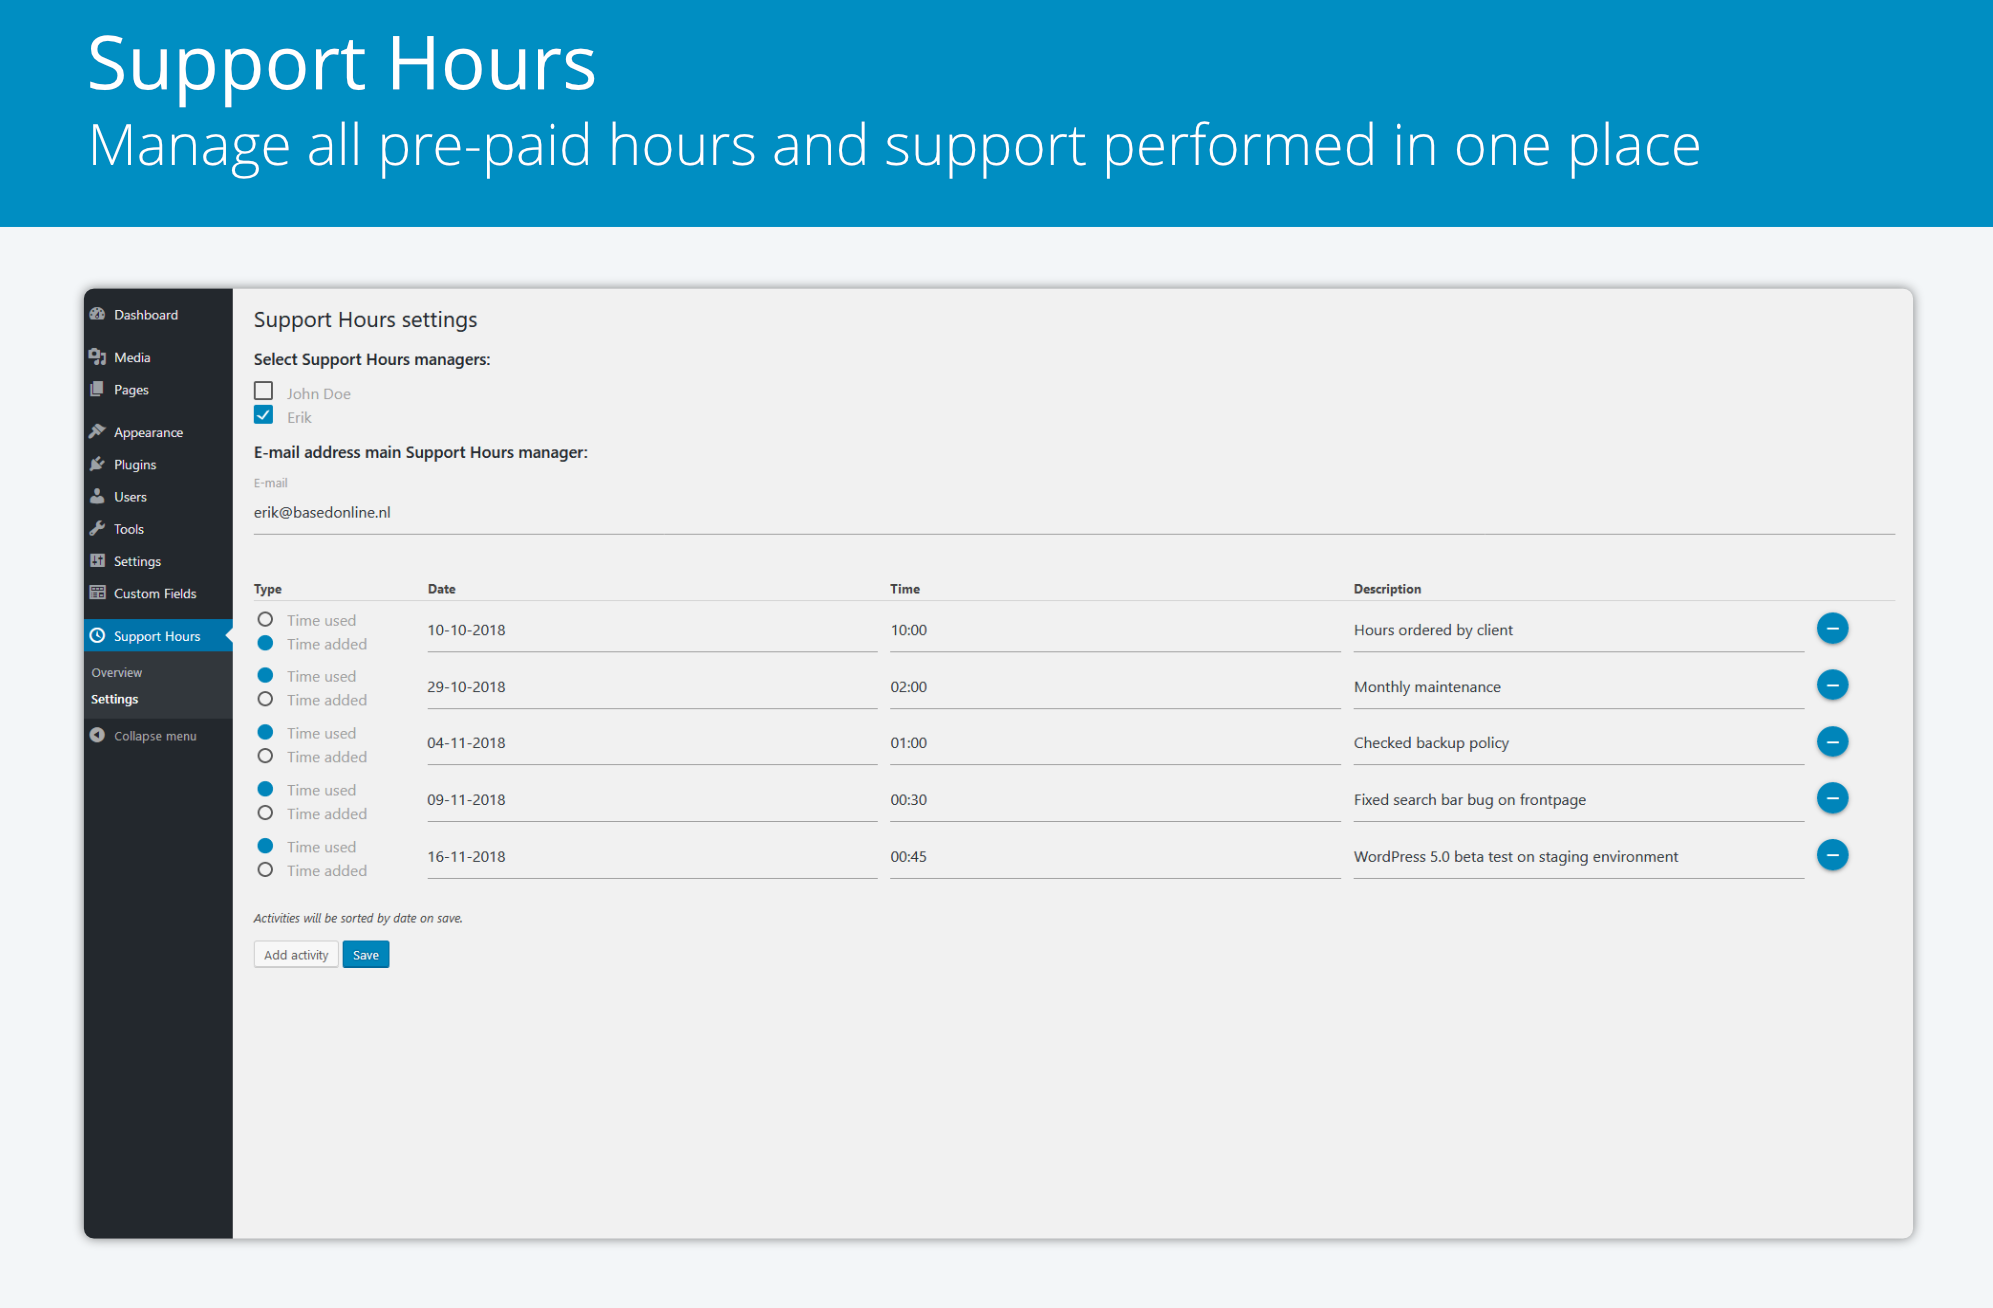 Support Hours
Manage all pre-paid hours and support performed in one place
Dashboard
Media
Pages
Appearance
Plugins
Users
Tools
Settings
Custom Fields
Support Hours
Overview
Settings
Collapse menu
Support Hours settings
Select Support Hours managers:
John Doe
Erik
E-mail address main Support Hours manager:
E-mail
erik@basedonline.nl
Type Date Time Description
Time used
Time added
10-10-2018 10:00 Hours ordered by client
Time used
Time added
29-10-2018 02:00 Monthly maintenance
Time used
Time added
04-11-2018 01:00 Checked backup policy
Time used
Time added
09-11-2018 00:30 Fixed search bar bug on frontpage
Time used
Time added
16-11-2018 00:45 WordPress 5.0 beta test on staging environment
Activities will be sorted by date on save.
Add activity Save